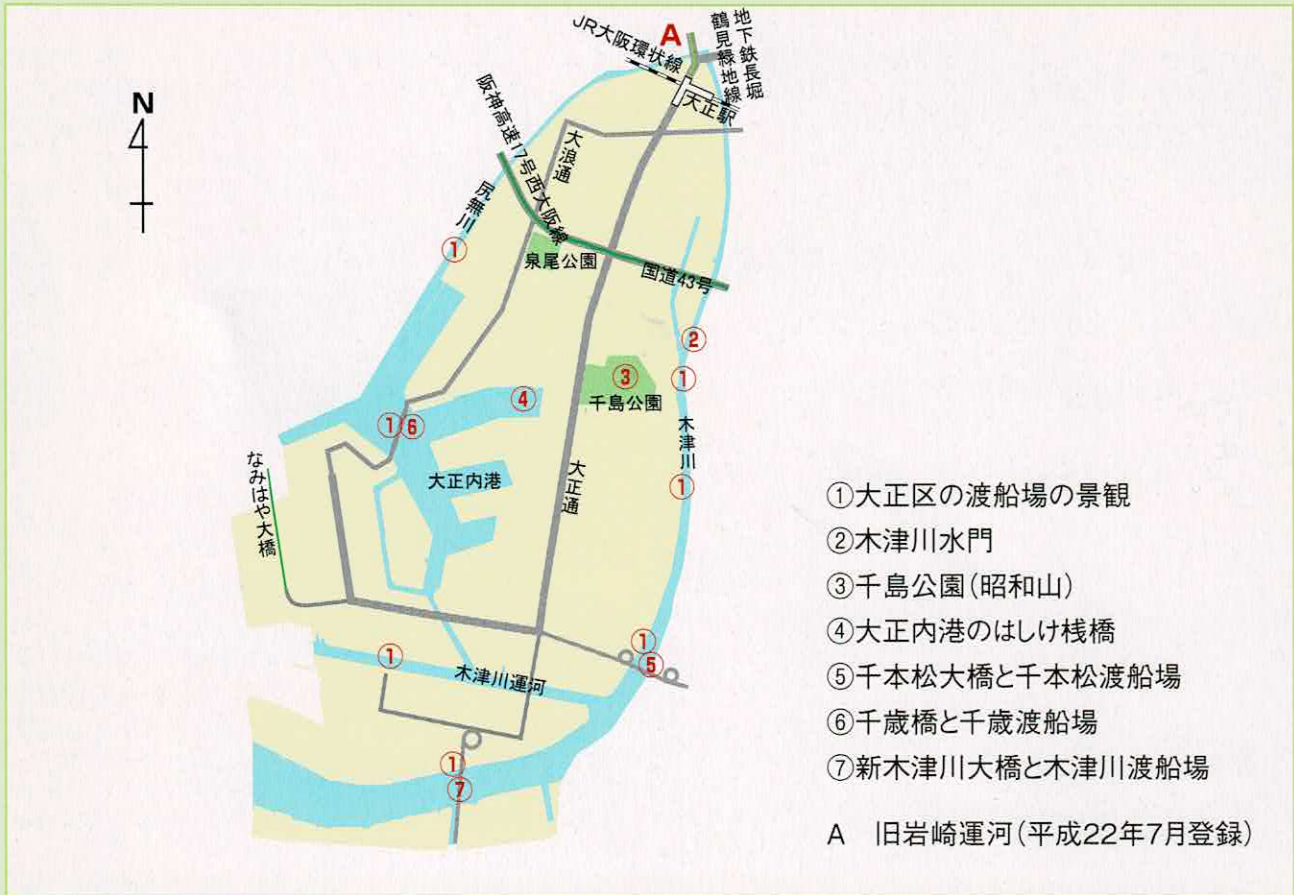 A
JR大阪環状線
地下鉄長堀
鶴見緑地線
大正駅
N
阪神高速17号西大阪線
大浪通
尻無川
①
泉尾公園
国道43号
②
③
①
千島公園
④
①⑥
木津川
なみはや大橋
大正内港
大正通
①
①
⑤
①
木津川運河
①
⑦
①大正区の渡船場の景観
②木津川水門
③千島公園(昭和山)
④大正内港のはしけ桟橋
⑤千本松大橋と千本松渡船場
⑥千歳橋と千歳渡船場
⑦新木津川大橋と木津川渡船場
A 旧岩崎運河(平成22年7月登録)